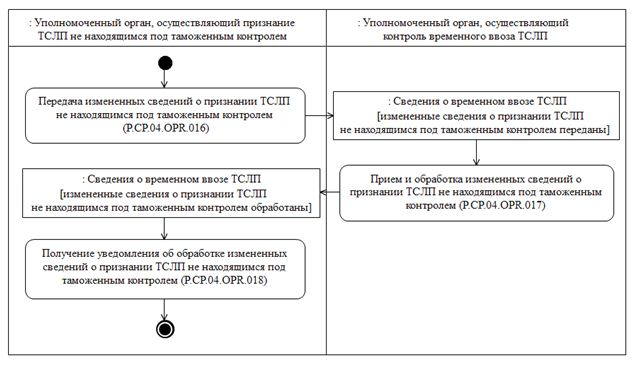 : Уполномоченный орган, осуществляющий признание
ТСЛП не находящимся под таможенным контролем
: Уполномоченный орган, осуществляющий
контроль временного ввоза ТСЛП
Передача измененных сведений о признании ТСЛП
не находящимся под таможенным контролем
(P.CP.04.OPR.016)
: Сведения о временном ввозе ТСЛП
[измененные сведения о признании ТСЛП
не находящимся под таможенным контролем переданы]
Прием и обработка измененных сведений о
признании ТСЛП не находящимся под таможенным
контролем (P.CP.04.OPR.017)
: Сведения о временном ввозе ТСЛП
[измененные сведения о признании ТСЛП
не находящимся под таможенным контролем обработаны]
Получение уведомления об обработке измененных
сведений о признании ТСЛП не находящимся под
таможенным контролем (P.CP.04.OPR.018)